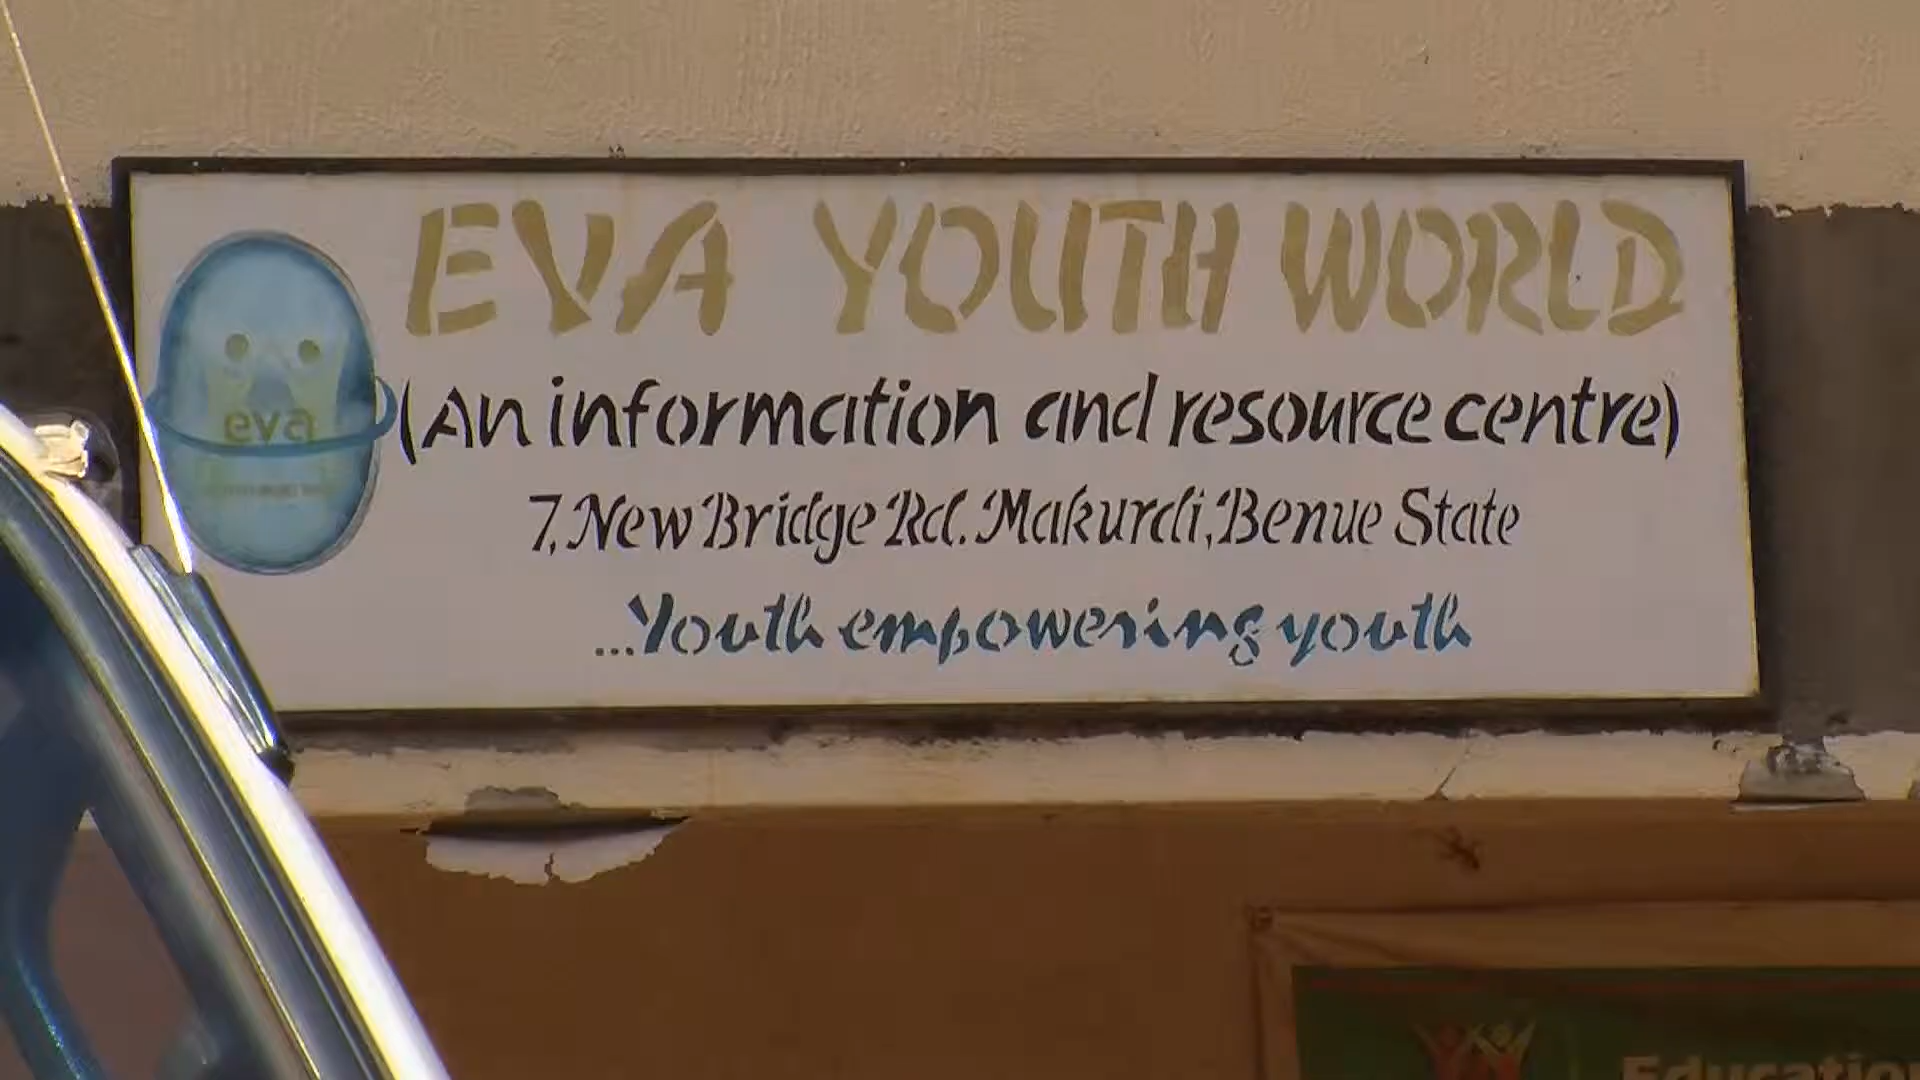 EVA YOUTH WORLD
eva
(An information and resource centre)
7, New Bridge Rd. Makurdi, Benue State
...Youth empowering youth
Education